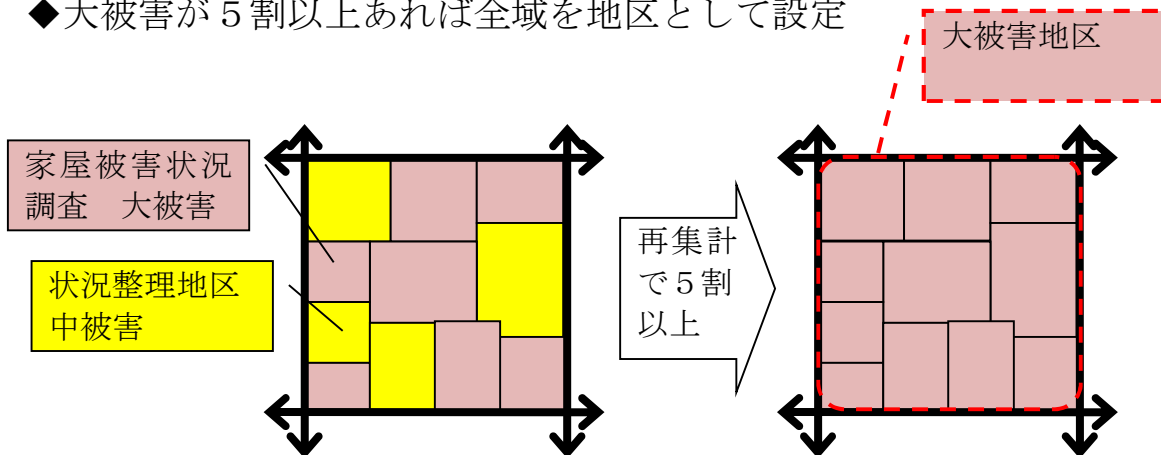 ◆大被害が５割以上あれば全域を地区として設定
大被害地区
家屋被害状況
調査　大被害
状況整理地区
中被害
再集計
で５割
以上